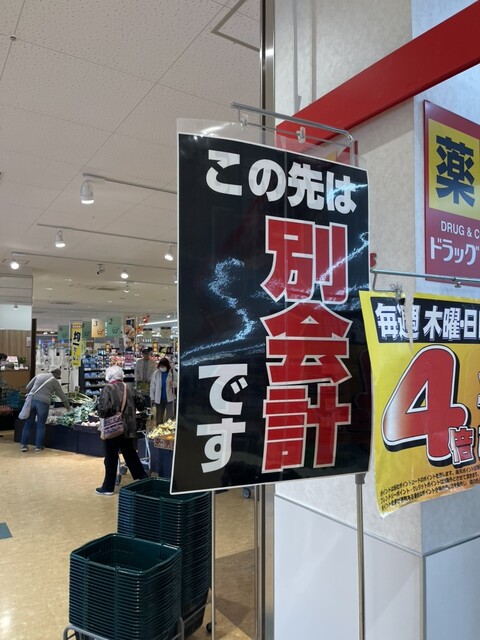 この先は
別会計
です
薬
DRUG & C
ドラッグ
毎週 木曜・日
4
倍